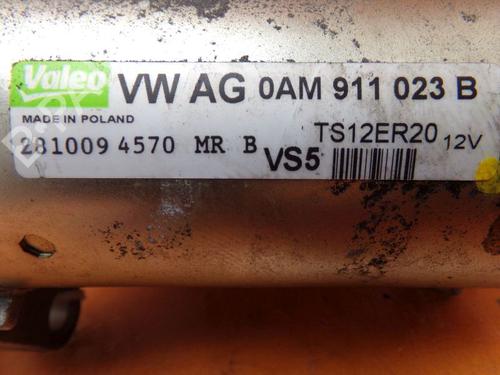 Valeo VW AG 0AM 911 023 B
MADE IN POLAND
281009 4570 MR B
TS12ER20 12V
VS5